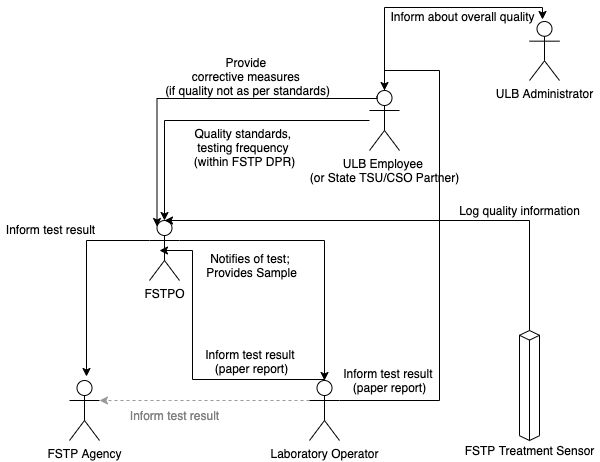 Inform about overall quality
ULB Administrator
Provide
corrective measures
(if quality not as per standards)
Quality standards,
testing frequency
(within FSTP DPR)
ULB Employee
(or State TSU/CSO Partner)
Log quality information
Inform test result
Notifies of test;
Provides Sample
FSTPO
Inform test result
(paper report)
Inform test result
(paper report)
Inform test result
FSTP Agency
Laboratory Operator
FSTP Treatment Sensor